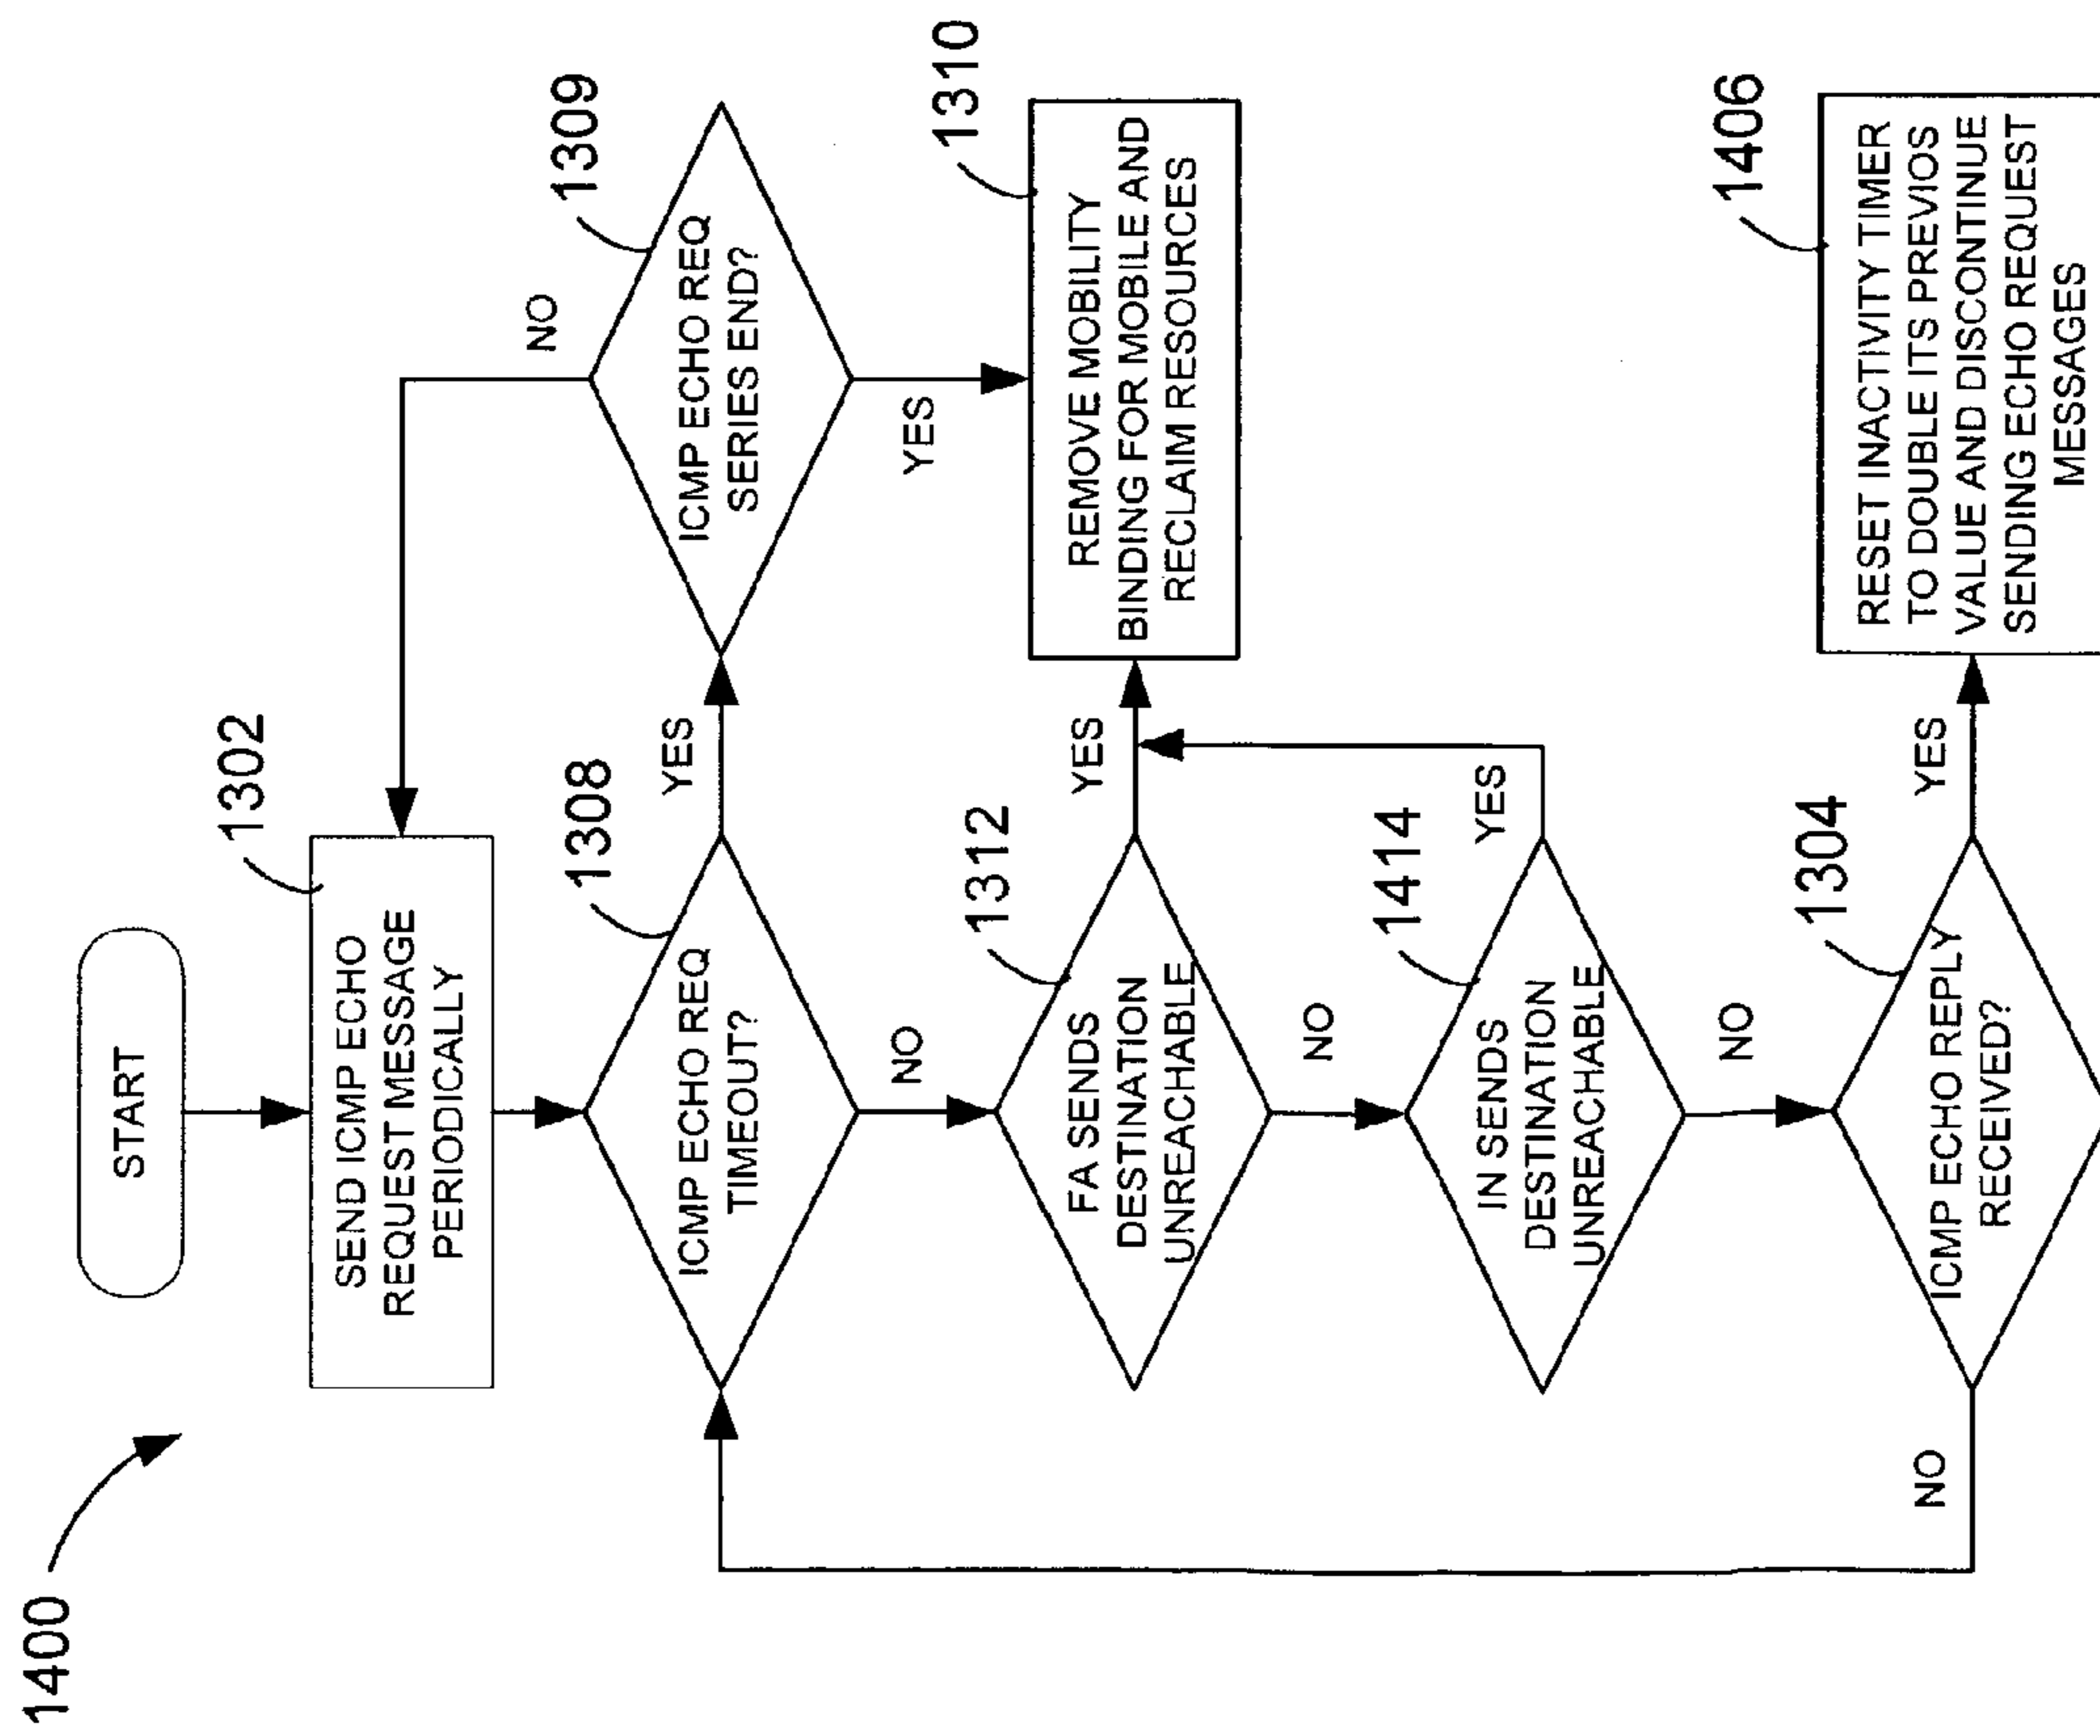 1400
START
1302
SEND ICMP ECHO
REQUEST MESSAGE
PERIODICALLY
1308
ICMP ECHO REQ
TIMEOUT?
YES
NO
1309
ICMP ECHO REQ
SERIES END?
NO
YES
1310
REMOVE MOBILITY
BINDING FOR MOBILE AND
RECLAIM RESOURCES
1312
FA SENDS
DESTINATION
UNREACHABLE
YES
NO
1414
IN SENDS
DESTINATION
UNREACHABLE
YES
NO
1304
ICMP ECHO REPLY
RECEIVED?
YES
NO
1406
RESET INACTIVITY TIMER
TO DOUBLE ITS PREVIOS
VALUE AND DISCONTINUE
SENDING ECHO REQUEST
MESSAGES